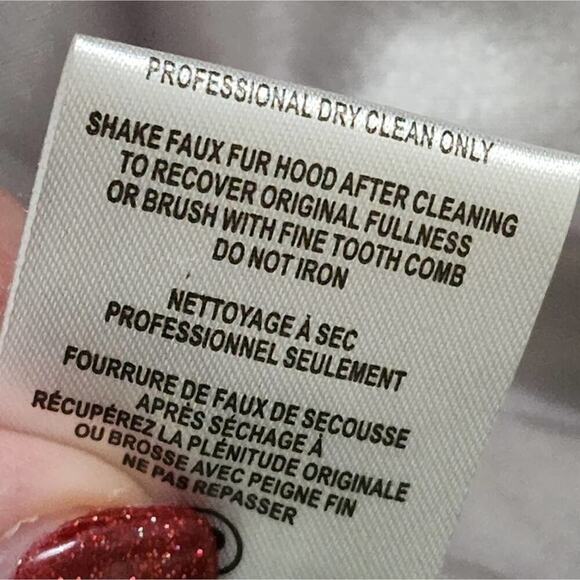 PROFESSIONAL DRY CLEAN ONLY
SHAKE FAUX FUR HOOD AFTER CLEANING
TO RECOVER ORIGINAL FULLNESS
OR BRUSH WITH FINE TOOTH COMB
DO NOT IRON
NETTOYAGE À SEC
PROFESSIONNEL SEULEMENT
FOURRURE DE FAUX DE SECOUSSE
APRÈS SÉCHAGE À
RÉCUPÉREZ LA PLÉNITUDE ORIGINALE
OU BROSSE AVEC PEIGNE FIN
NE PAS REPASSER